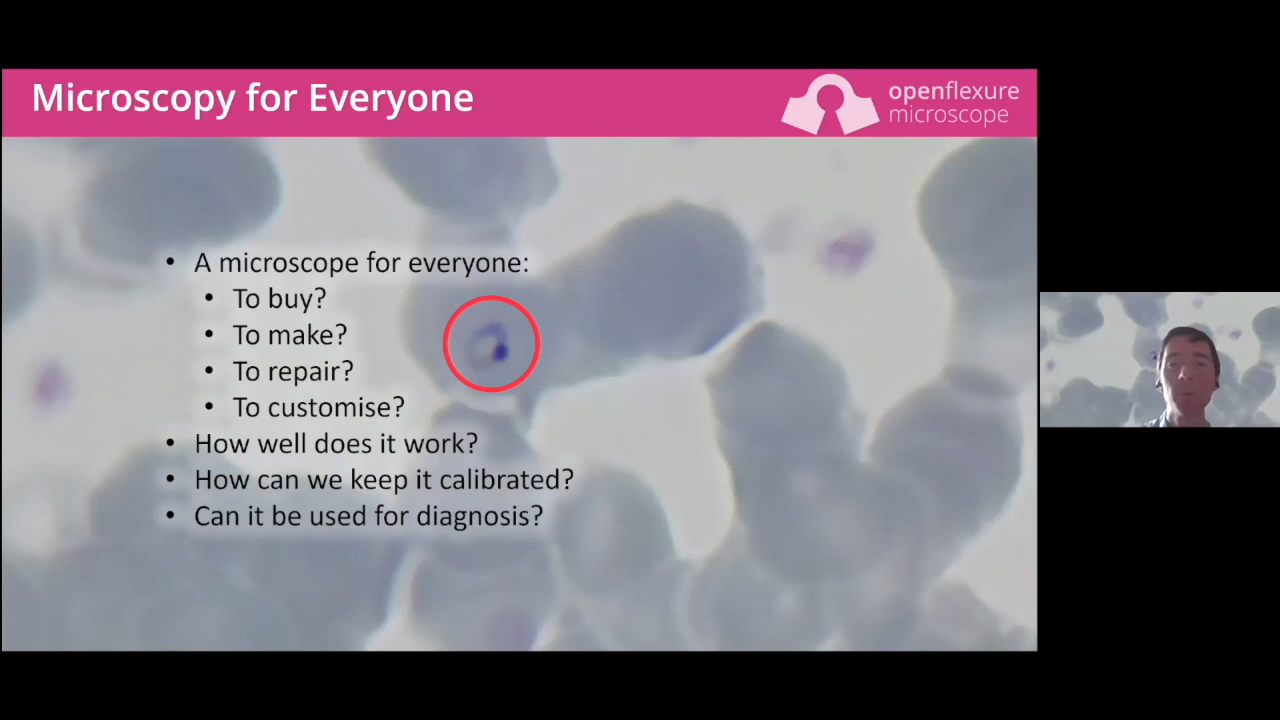 Microscopy for Everyone
openflexure
microscope
• A microscope for everyone:
• To buy?
• To make?
• To repair?
• To customise?
• How well does it work?
• How can we keep it calibrated?
• Can it be used for diagnosis?